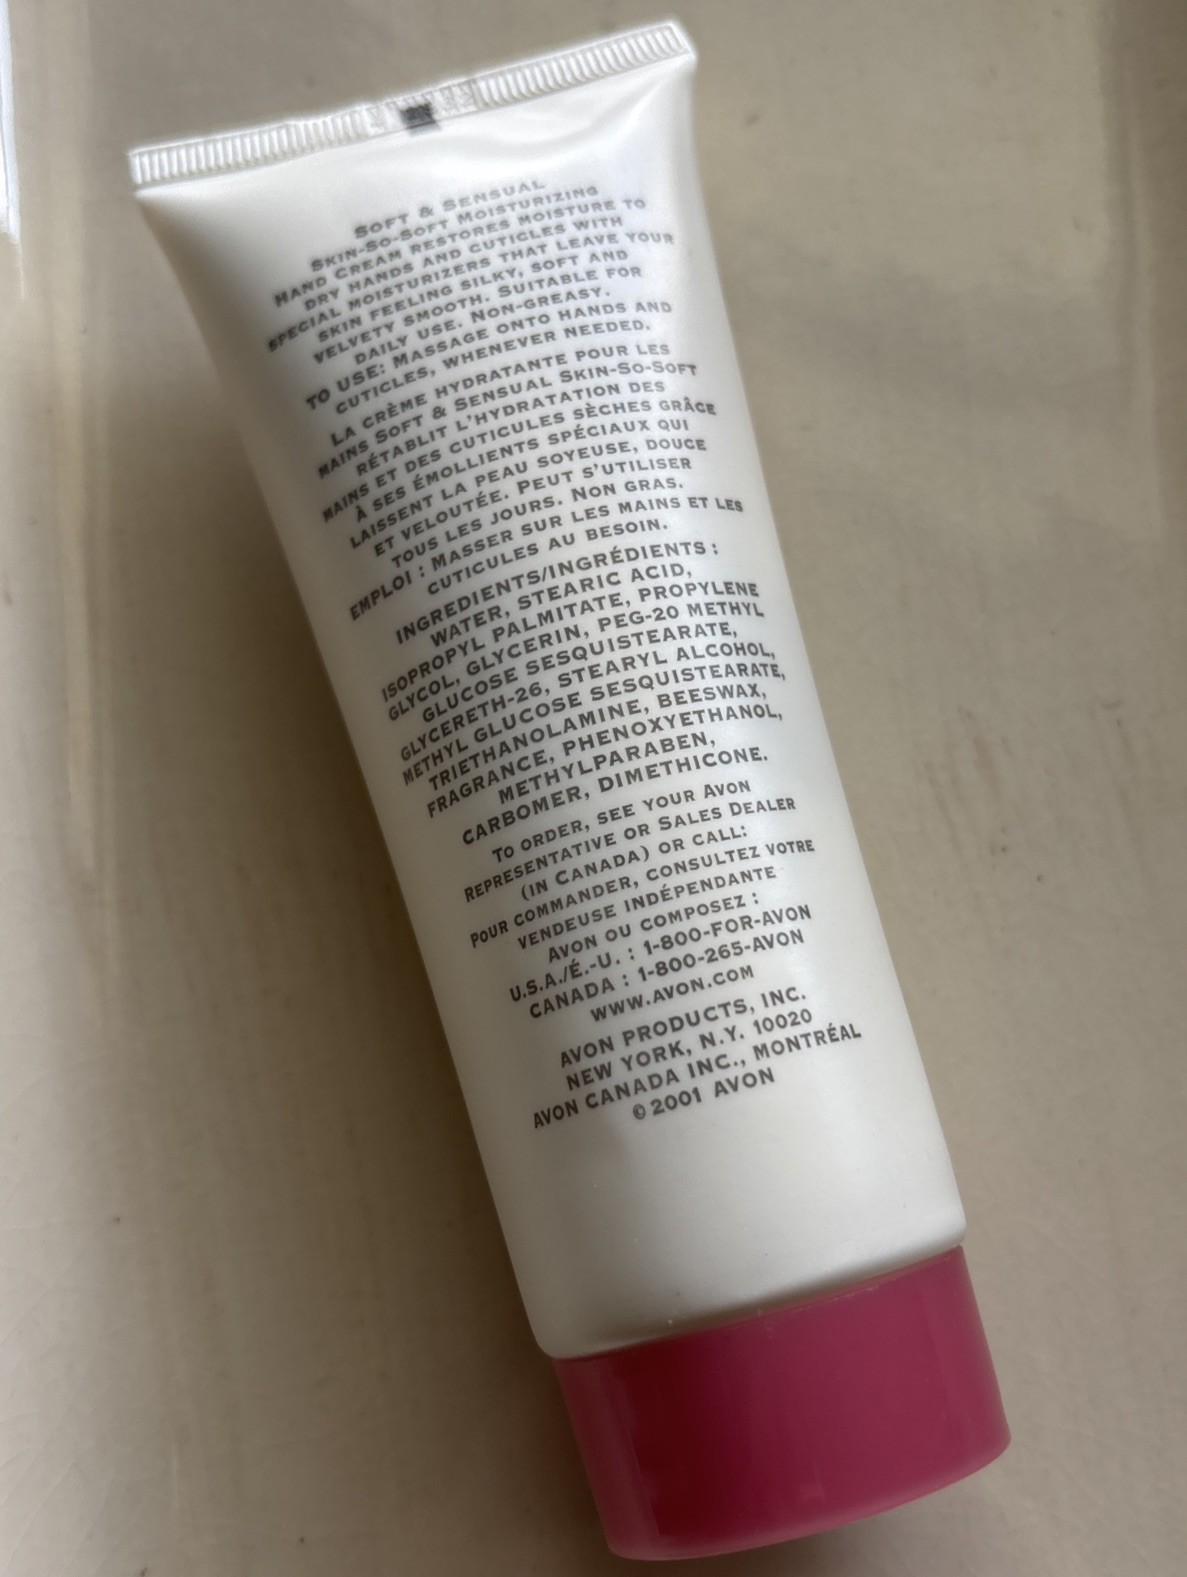 SOFT & SENSUAL
SKIN-SO-SOFT MOISTURIZING
HAND CREAM RESTORES MOISTURE TO
DRY HANDS AND CUTICLES WITH
SPECIAL MOISTURIZERS THAT LEAVE YOUR
SKIN FEELING SILKY, SOFT AND
VELVETY SMOOTH. SUITABLE FOR
DAILY USE. NON-GREASY.
TO USE: MASSAGE ONTO HANDS AND
CUTICLES, WHENEVER NEEDED.
LA CRÈME HYDRATANTE POUR LES
MAINS SOFT & SENSUAL SKIN-SO-SOFT
RÉTABLIT L'HYDRATATION DES
MAINS ET DES CUTICULES SÈCHES GRÂCE
À SES ÉMOLLIENTS SPÉCIAUX QUI
LAISSENT LA PEAU SOYEUSE, DOUCE
ET VELOUTÉE. PEUT S'UTILISER
TOUS LES JOURS. NON GRAS.
EMPLOI : MASSER SUR LES MAINS ET LES
CUTICULES AU BESOIN.
INGREDIENTS/INGRÉDIENTS :
WATER, STEARIC ACID,
ISOPROPYL PALMITATE, PROPYLENE
GLYCOL, GLYCERIN, PEG-20 METHYL
GLUCOSE SESQUISTEARATE,
GLYCERETH-26, STEARYL ALCOHOL,
METHYL GLUCOSE SESQUISTEARATE,
TRIETHANOLAMINE, BEESWAX,
FRAGRANCE, PHENOXYETHANOL,
METHYLPARABEN,
CARBOMER, DIMETHICONE.
TO ORDER, SEE YOUR AVON
REPRESENTATIVE OR SALES DEALER
(IN CANADA) OR CALL:
POUR COMMANDER, CONSULTEZ VOTRE
VENDEUSE INDÉPENDANTE
AVON OU COMPOSEZ :
U.S.A./É.-U. : 1-800-FOR-AVON
CANADA : 1-800-265-AVON
WWW.AVON.COM
AVON PRODUCTS, INC.
NEW YORK, N.Y. 10020
AVON CANADA INC., MONTRÉAL
©2001 AVON